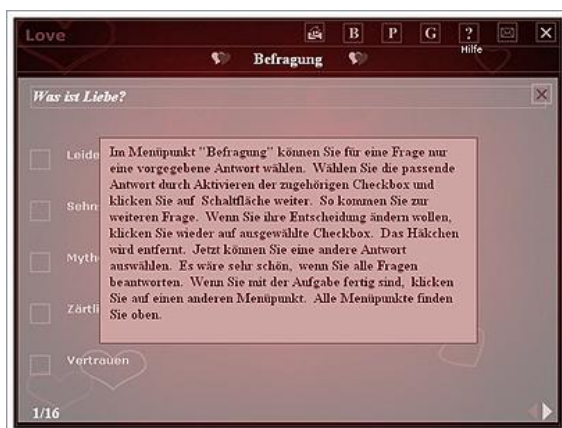 Love
B P G ?
Hilfe
Befragung
Was ist Liebe?
Im Menüpunkt "Befragung" können Sie für eine Frage nur
eine vorgegebene Antwort wählen. Wählen Sie die passende
Antwort durch Aktivieren der zugehörigen Checkbox und
klicken Sie auf Schaltfläche weiter. So kommen Sie zur
weiteren Frage. Wenn Sie ihre Entscheidung ändern wollen,
klicken Sie wieder auf ausgewählte Checkbox. Das Häkchen
wird entfernt. Jetzt können Sie eine andere Antwort
auswählen. Es wäre sehr schön, wenn Sie alle Fragen
beantworten. Wenn Sie mit der Aufgabe fertig sind, klicken
Sie auf einen anderen Menüpunkt. Alle Menüpunkte finden
Sie oben.
Leide
Sehn
Myth
Zärtli
Vertrauen
1/16